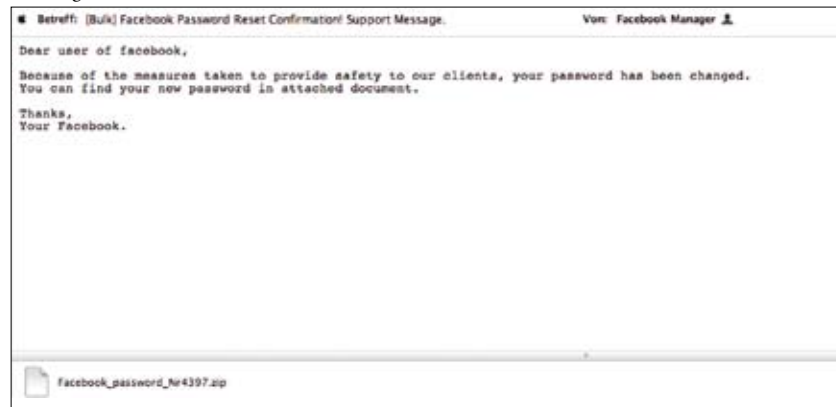 Betreff: [Bulk] Facebook Password Reset Confirmation! Support Message. Von: Facebook Manager
Dear user of facebook,
Because of the measures taken to provide safety to our clients, your password has been changed.
You can find your new password in attached document.
Thanks,
Your Facebook.
Facebook_password_Nr4397.zip